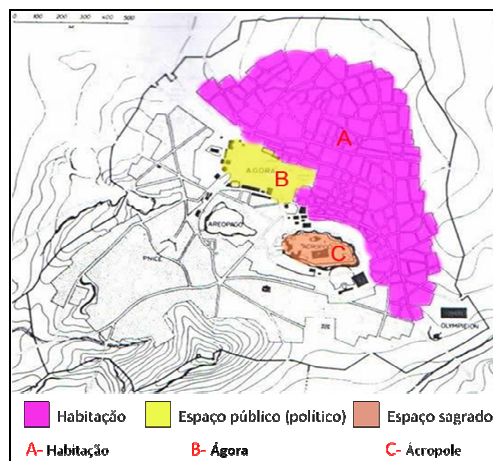 0 100 200 300 400 500
A
AGORA
B
AREOPAGO
C
PNICE
OLYMPIEION
Habitação Espaço público (político) Espaço sagrado
A- Habitação B- Ágora C- Ácropole